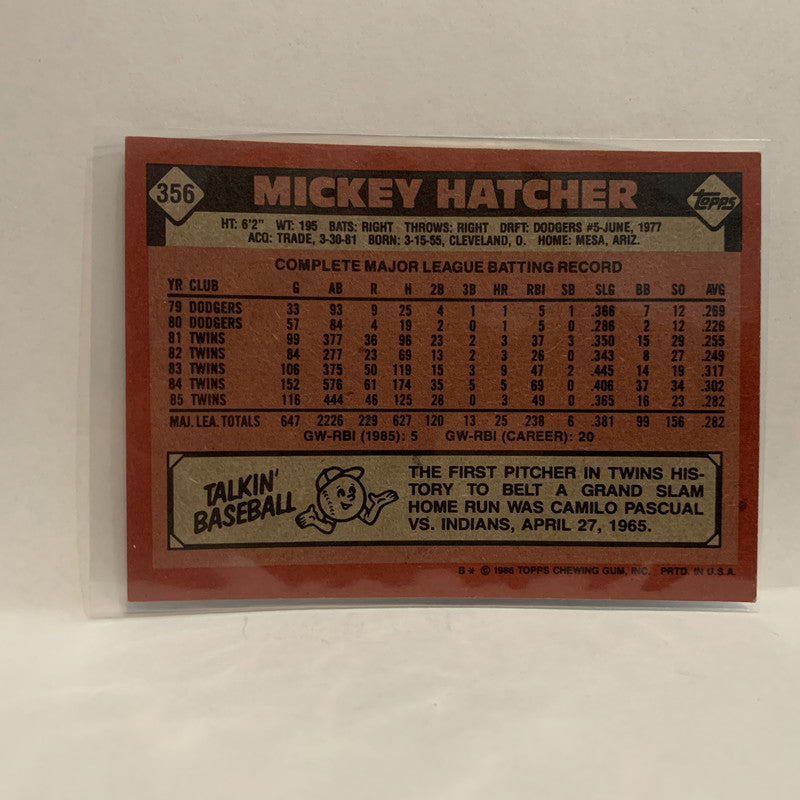 356
MICKEY HATCHER
topps
HT: 6'2" WT: 195 BATS: RIGHT THROWS: RIGHT DRFT: DODGERS #5-JUNE, 1977
ACQ: TRADE, 3-30-81 BORN: 3-15-55, CLEVELAND, O. HOME: MESA, ARIZ.
COMPLETE MAJOR LEAGUE BATTING RECORD
YR CLUB G AB R H 2B 3B HR RBI SB SLG BB SO AVG
79 DODGERS 33 93 9 25 4 1 1 5 1 .366 7 12 .269
80 DODGERS 57 84 4 19 2 0 1 5 0 .286 2 12 .226
81 TWINS 99 377 36 96 23 2 3 37 3 .350 15 29 .255
82 TWINS 84 277 23 69 13 2 3 26 0 .343 8 27 .249
83 TWINS 106 375 50 119 15 3 9 47 2 .445 14 19 .317
84 TWINS 152 576 61 174 35 5 5 69 0 .406 37 34 .302
85 TWINS 116 444 46 125 28 0 3 49 0 .365 16 23 .282
MAJ. LEA. TOTALS 647 2226 229 627 120 13 25 238 6 .381 99 156 .282
GW-RBI (1985): 5 GW-RBI (CAREER): 20
TALKIN' BASEBALL
THE FIRST PITCHER IN TWINS HIS-
TORY TO BELT A GRAND SLAM
HOME RUN WAS CAMILO PASCUAL
VS. INDIANS, APRIL 27, 1965.
B* © 1986 TOPPS CHEWING GUM, INC. PRTD. IN U.S.A.